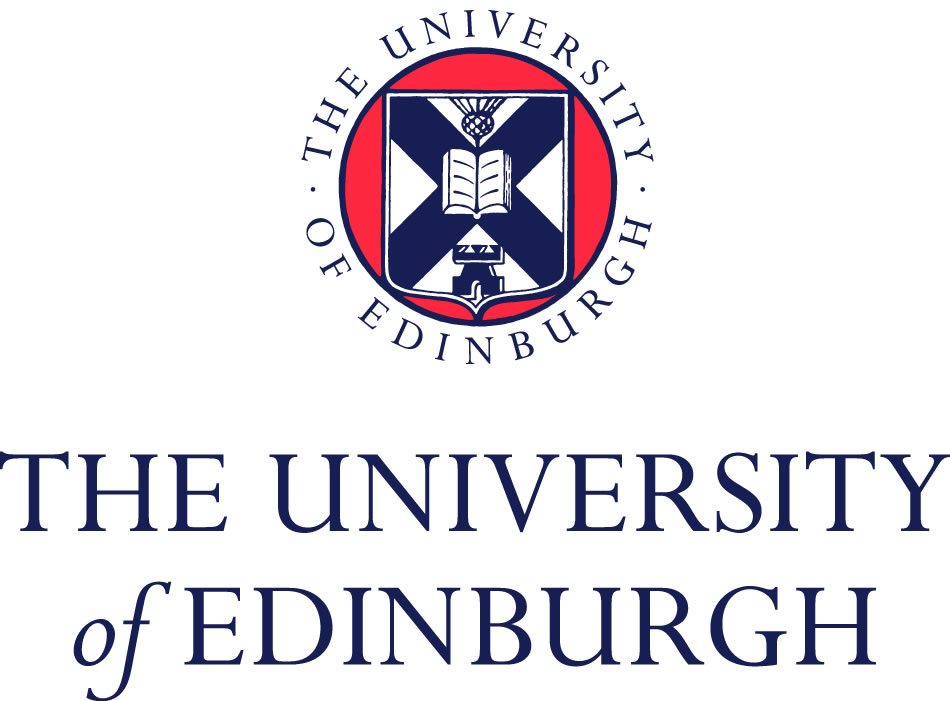 · THE UNIVERSITY ·
OF EDINBURGH
THE UNIVERSITY
of EDINBURGH